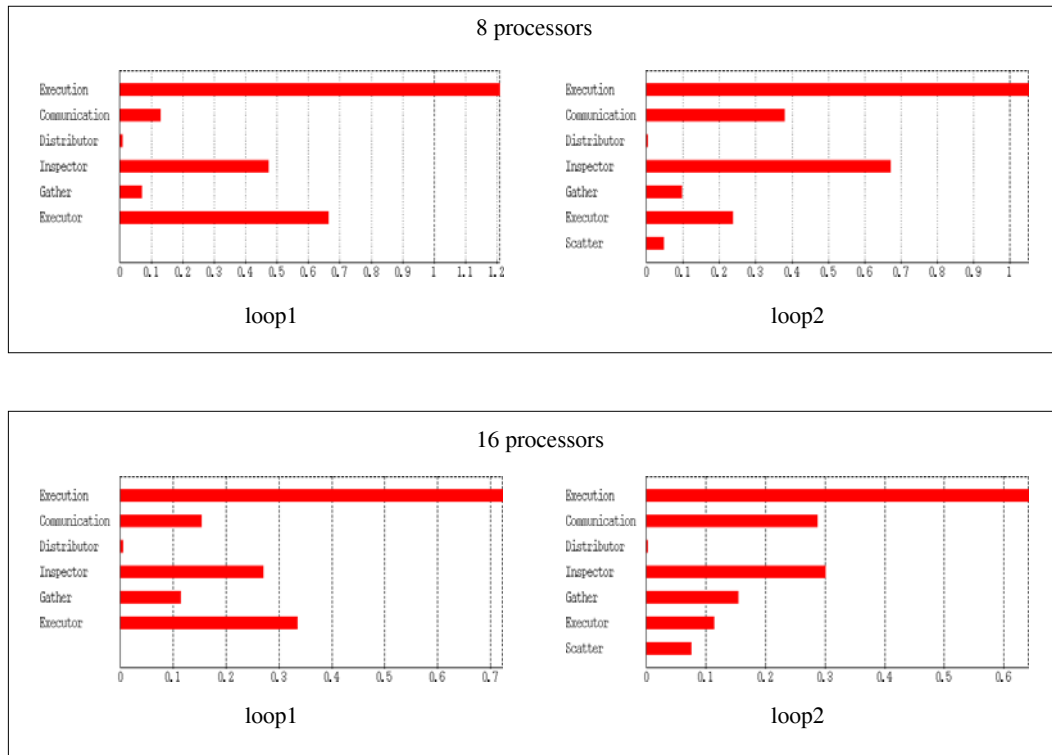 8 processors
Execution
Communication
Distributor
Inspector
Gather
Executor
0 0.1 0.2 0.3 0.4 0.5 0.6 0.7 0.8 0.9 1 1.1 1.2
loop1
Execution
Communication
Distributor
Inspector
Gather
Executor
Scatter
0 0.1 0.2 0.3 0.4 0.5 0.6 0.7 0.8 0.9 1
loop2
16 processors
Execution
Communication
Distributor
Inspector
Gather
Executor
0 0.1 0.2 0.3 0.4 0.5 0.6 0.7
loop1
Execution
Communication
Distributor
Inspector
Gather
Executor
Scatter
0 0.1 0.2 0.3 0.4 0.5 0.6
loop2